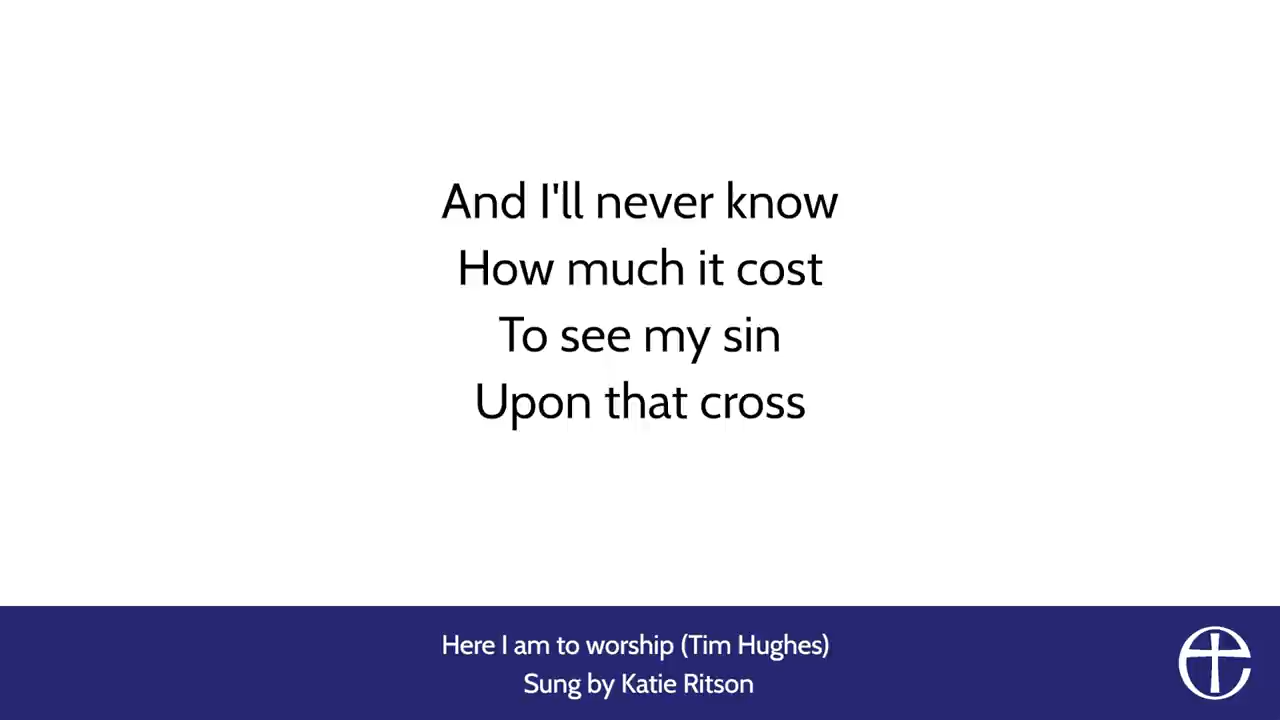 And I'll never know
How much it cost
To see my sin
Upon that cross
Here I am to worship (Tim Hughes)
Sung by Katie Ritson